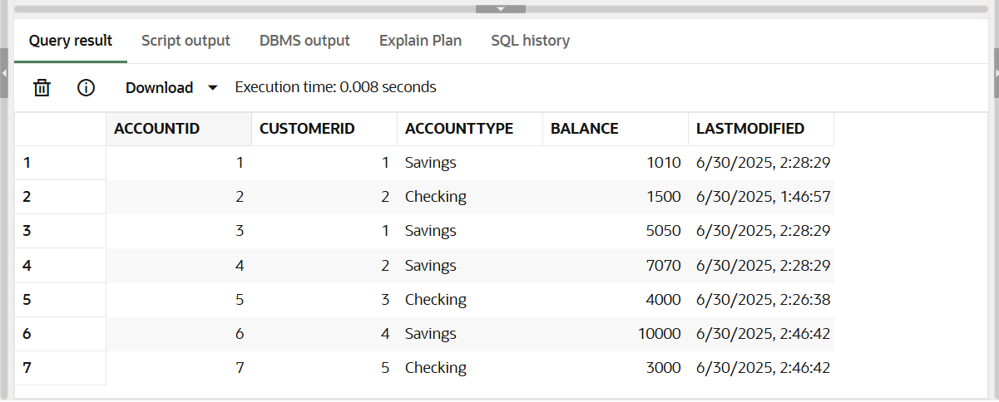 Query result Script output DBMS output Explain Plan SQL history
Download Execution time: 0.008 seconds
ACCOUNTID CUSTOMERID ACCOUNTTYPE BALANCE LASTMODIFIED
1 1 1 Savings 1010 6/30/2025, 2:28:29
2 2 2 Checking 1500 6/30/2025, 1:46:57
3 3 1 Savings 5050 6/30/2025, 2:28:29
4 4 2 Savings 7070 6/30/2025, 2:28:29
5 5 3 Checking 4000 6/30/2025, 2:26:38
6 6 4 Savings 10000 6/30/2025, 2:46:42
7 7 5 Checking 3000 6/30/2025, 2:46:42